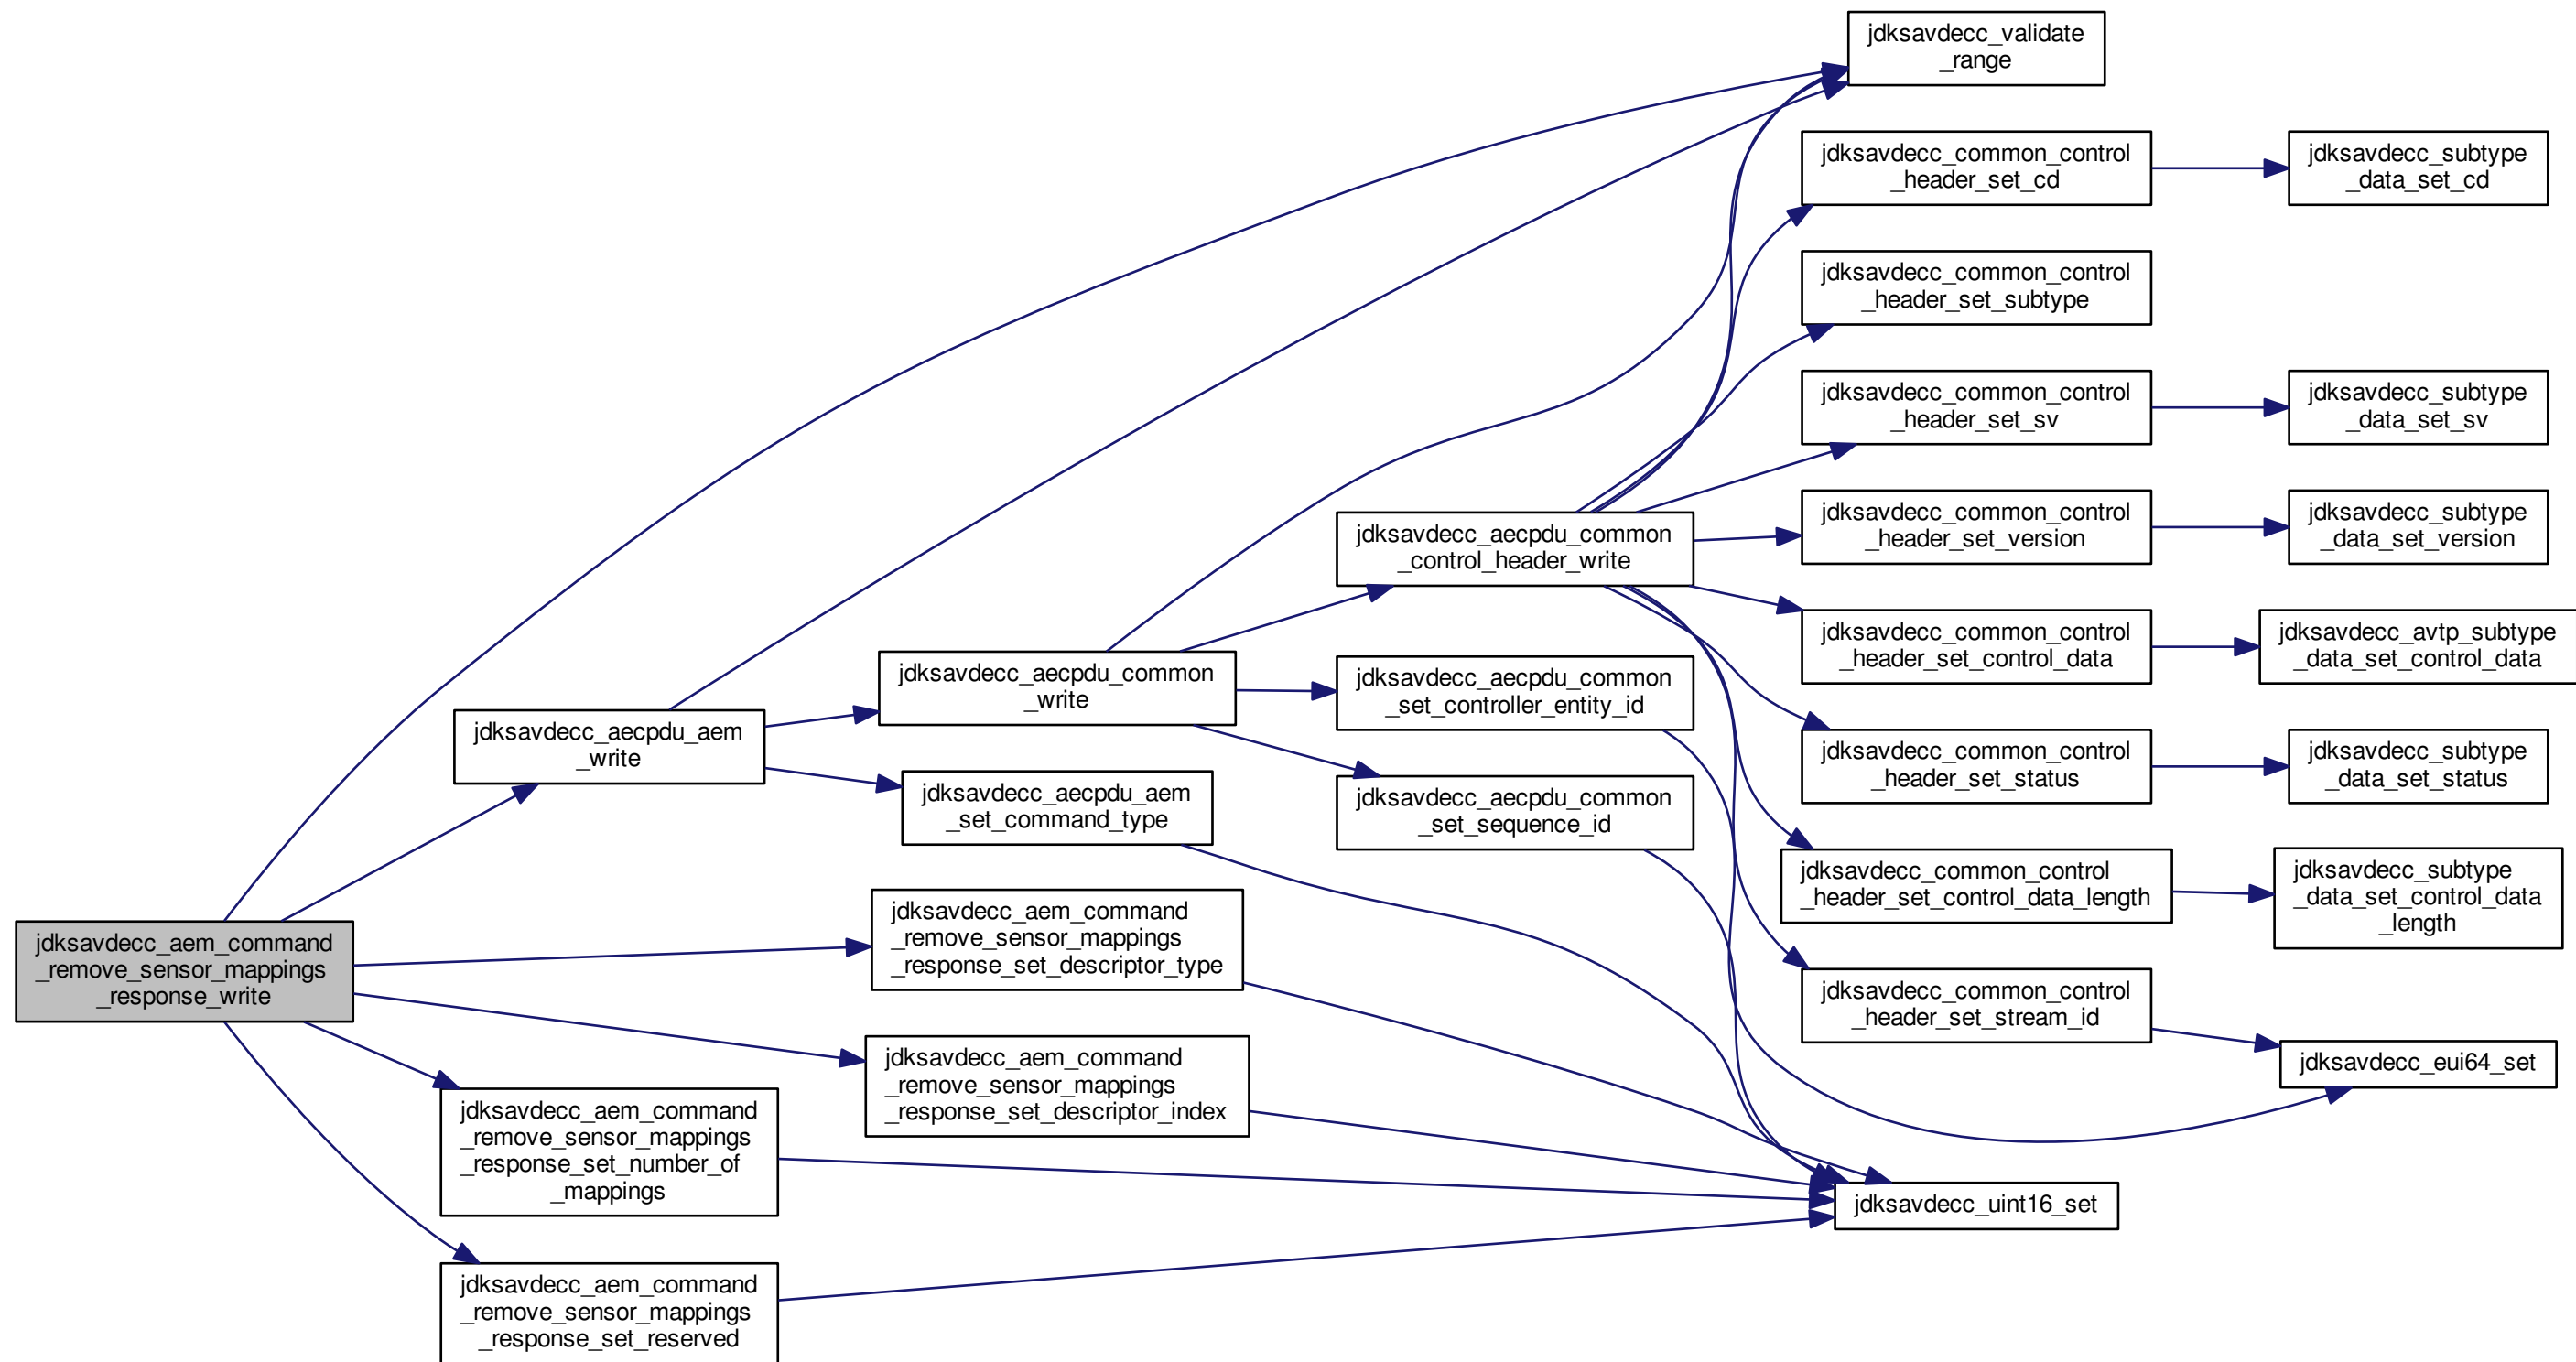 jdksavdecc_aem_command
_remove_sensor_mappings
_response_write
jdksavdecc_aecpdu_aem
_write
jdksavdecc_aem_command
_remove_sensor_mappings
_response_set_number_of
_mappings
jdksavdecc_aem_command
_remove_sensor_mappings
_response_set_reserved
jdksavdecc_aecpdu_common
_write
jdksavdecc_aecpdu_aem
_set_command_type
jdksavdecc_aem_command
_remove_sensor_mappings
_response_set_descriptor_type
jdksavdecc_aem_command
_remove_sensor_mappings
_response_set_descriptor_index
jdksavdecc_aecpdu_common
_control_header_write
jdksavdecc_aecpdu_common
_set_controller_entity_id
jdksavdecc_aecpdu_common
_set_sequence_id
jdksavdecc_validate
_range
jdksavdecc_common_control
_header_set_cd
jdksavdecc_common_control
_header_set_subtype
jdksavdecc_common_control
_header_set_sv
jdksavdecc_common_control
_header_set_version
jdksavdecc_common_control
_header_set_control_data
jdksavdecc_common_control
_header_set_status
jdksavdecc_common_control
_header_set_control_data_length
jdksavdecc_common_control
_header_set_stream_id
jdksavdecc_uint16_set
jdksavdecc_subtype
_data_set_cd
jdksavdecc_subtype
_data_set_sv
jdksavdecc_subtype
_data_set_version
jdksavdecc_avtp_subtype
_data_set_control_data
jdksavdecc_subtype
_data_set_status
jdksavdecc_subtype
_data_set_control_data
_length
jdksavdecc_eui64_set